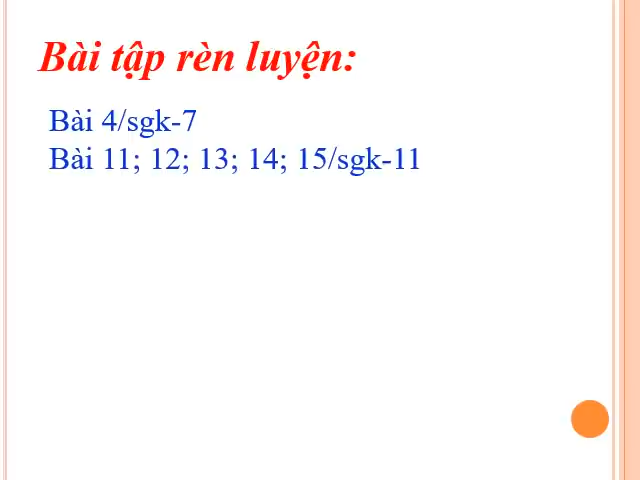 Bài tập rèn luyện:
Bài 4/sgk-7
Bài 11; 12; 13; 14; 15/sgk-11